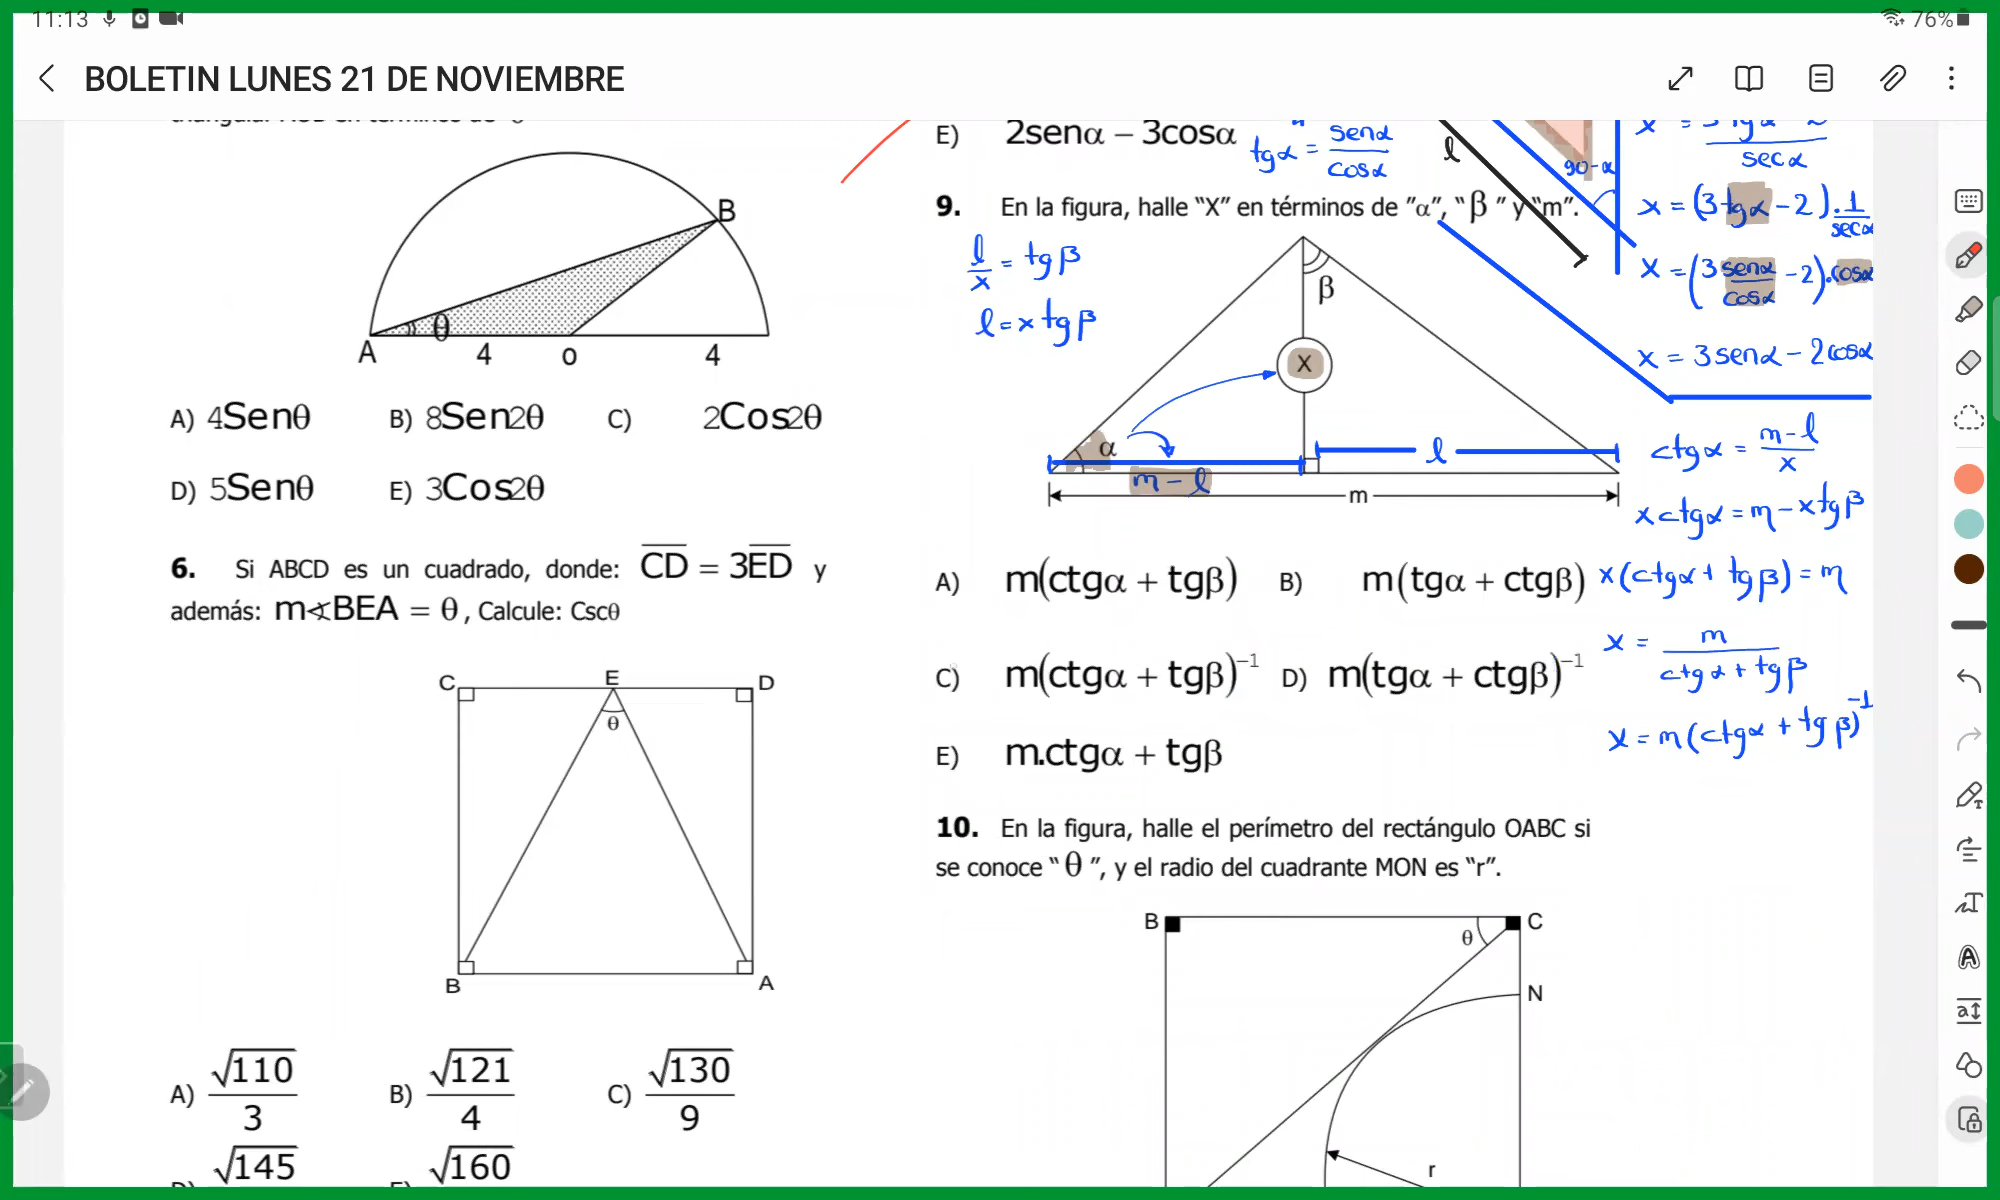 11:13
76%
BOLETIN LUNES 21 DE NOVIEMBRE
B
θ
A
4
o
4
A) 4Senθ B) 8Sen2θ C) 2Cos2θ
D) 5Senθ E) 3Cos2θ
6. Si ABCD es un cuadrado, donde: CD = 3ED y
además: m∢BEA = θ, Calcule: Cscθ
C
E
D
θ
B
A
A) √110/3 B) √121/4 C) √130/9
√145 √160
E) 2senα − 3cosα
tgα = senα/cosα
l
90-α
secα
x = (3tgα − 2).1/secα
x = (3senα/cosα − 2).cosα
x = 3senα − 2cosα
9. En la figura, halle “X” en términos de ”α”, “ β ” y “m”.
l/x = tgβ
l = x tgβ
β
X
α
l
m − l
m
ctgα = m−l/x
xctgα = m − xtgβ
x(ctgα + tgβ) = m
x = m/ctgα + tgβ
x = m(ctgα + tgβ)⁻¹
A) m(ctgα + tgβ) B) m(tgα + ctgβ)
C) m(ctgα + tgβ)⁻¹ D) m(tgα + ctgβ)⁻¹
E) m.ctgα + tgβ
10. En la figura, halle el perímetro del rectángulo OABC si
se conoce “ θ ”, y el radio del cuadrante MON es “r”.
B
C
θ
N
r